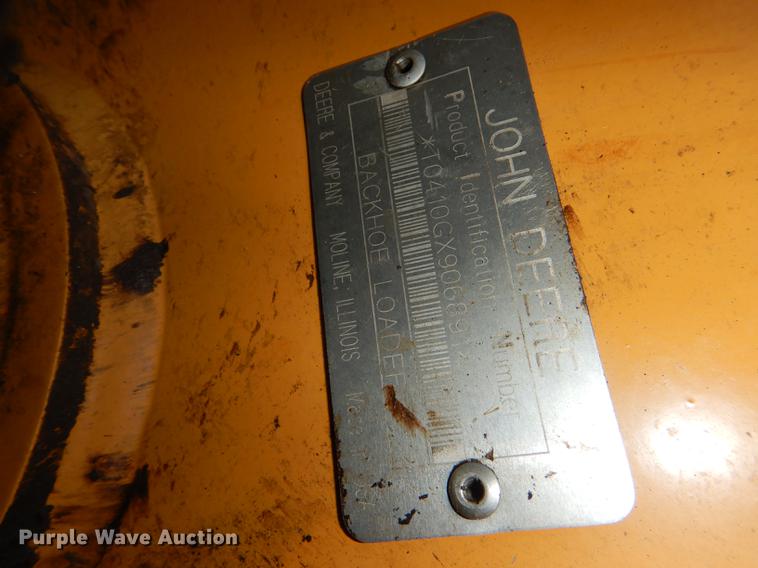 JOHN DEERE
Product Identification Number
*T0410GX906891*
BACKHOE LOADER
DEERE & COMPANY MOLINE, ILLINOIS
Purple Wave Auction